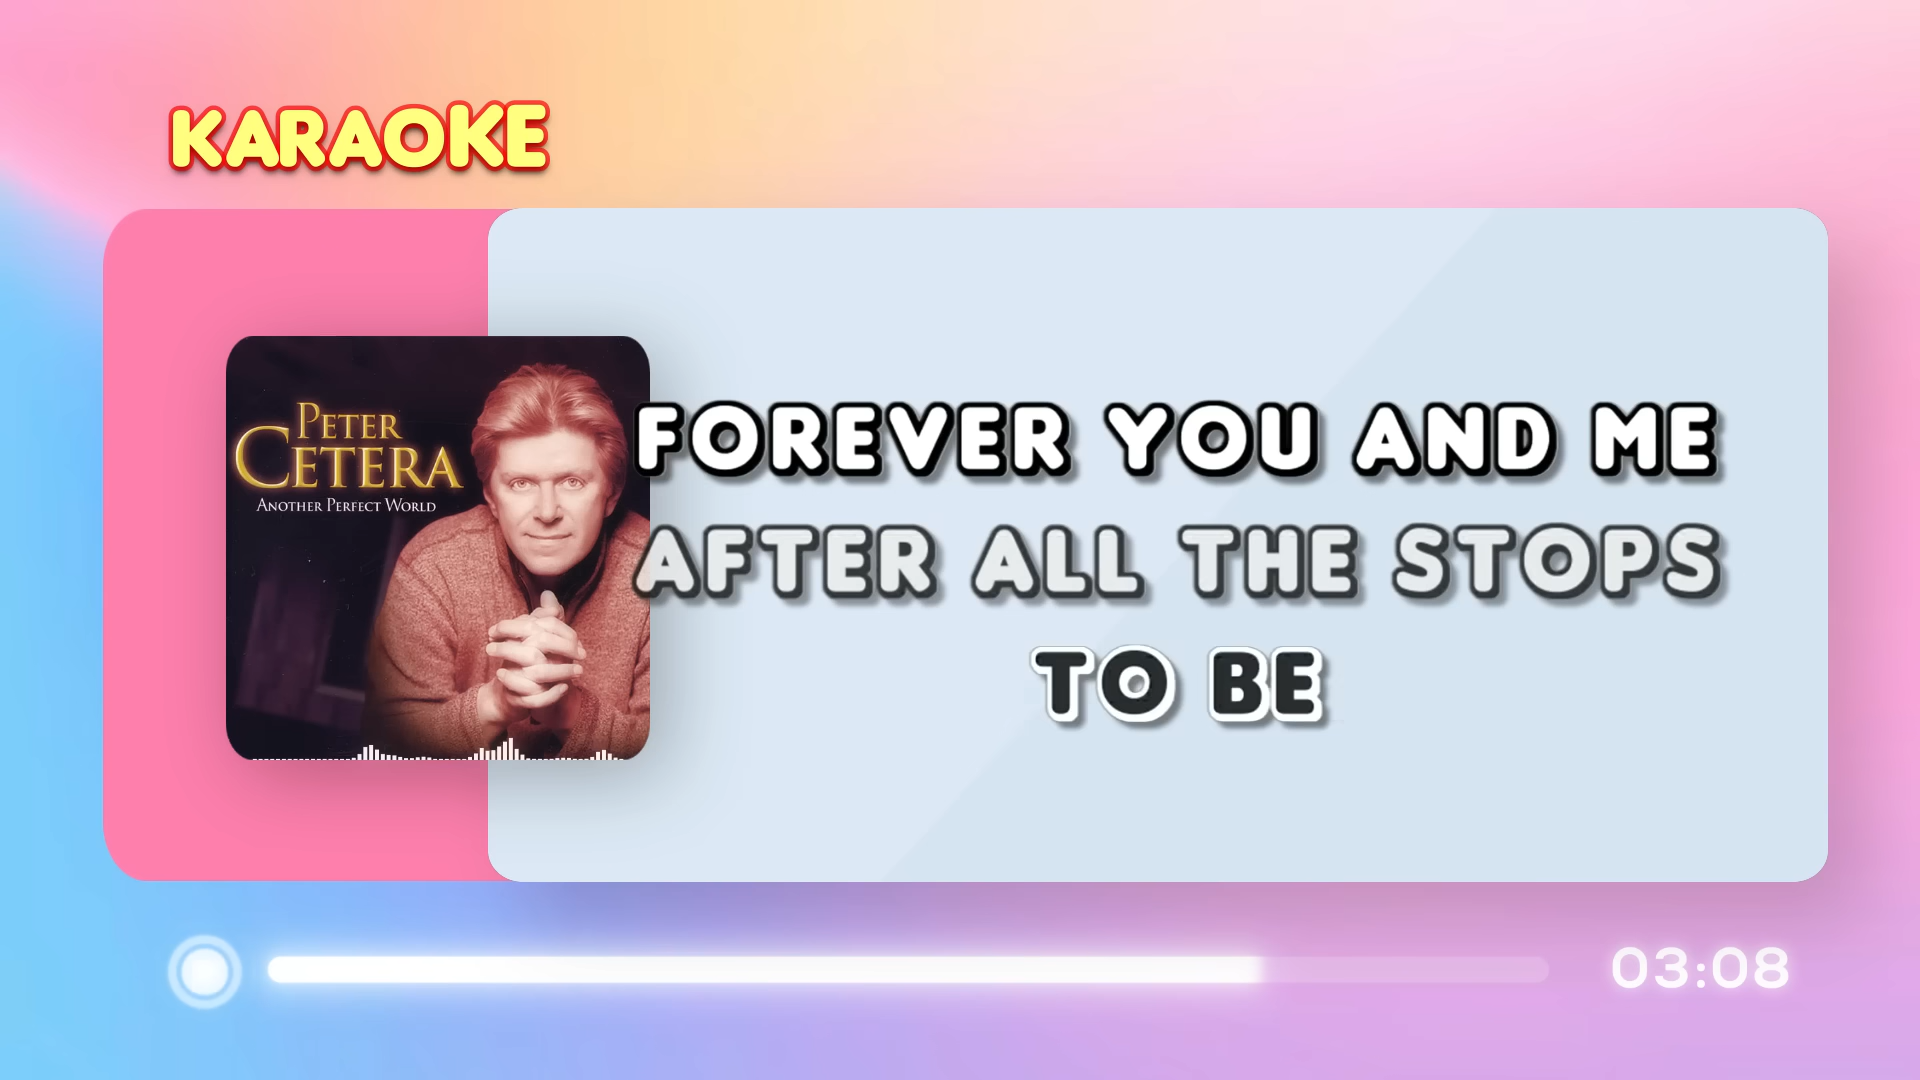 KARAOKE
PETER
CETERA
ANOTHER PERFECT WORLD
FOREVER YOU AND ME
AFTER ALL THE STOPS
TO BE
03:08